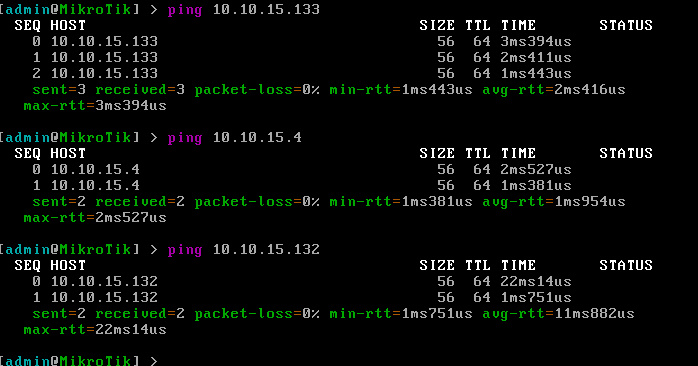 [admin@MikroTik] > ping 10.10.15.133
SEQ HOST SIZE TTL TIME STATUS
0 10.10.15.133 56 64 3ms394us
1 10.10.15.133 56 64 2ms411us
2 10.10.15.133 56 64 1ms443us
sent=3 received=3 packet-loss=0% min-rtt=1ms443us avg-rtt=2ms416us
max-rtt=3ms394us
[admin@MikroTik] > ping 10.10.15.4
SEQ HOST SIZE TTL TIME STATUS
0 10.10.15.4 56 64 2ms527us
1 10.10.15.4 56 64 1ms381us
sent=2 received=2 packet-loss=0% min-rtt=1ms381us avg-rtt=1ms954us
max-rtt=2ms527us
[admin@MikroTik] > ping 10.10.15.132
SEQ HOST SIZE TTL TIME STATUS
0 10.10.15.132 56 64 22ms14us
1 10.10.15.132 56 64 1ms751us
sent=2 received=2 packet-loss=0% min-rtt=1ms751us avg-rtt=11ms882us
max-rtt=22ms14us
[admin@MikroTik] >